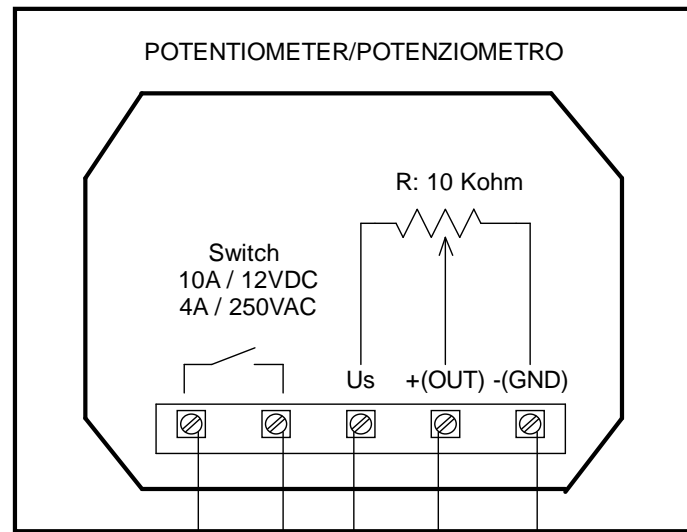 POTENTIOMETER/POTENZIOMETRO
R: 10 Kohm
Switch
10A / 12VDC
4A / 250VAC
Us +(OUT) -(GND)